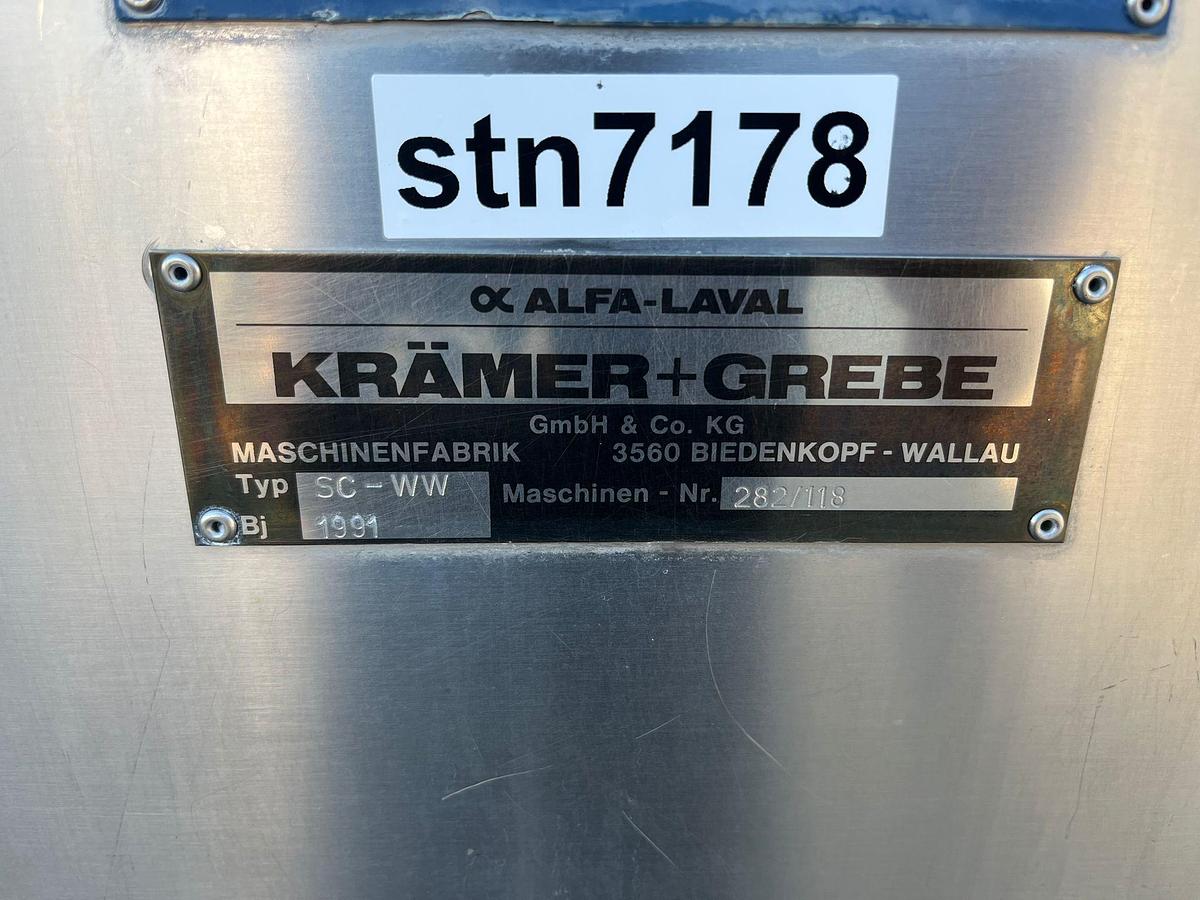 stn7178
ALFA-LAVAL
KRÄMER+GREBE
GmbH & Co. KG
MASCHINENFABRIK 3560 BIEDENKOPF - WALLAU
Typ SC-WW Maschinen - Nr. 282/118
Bj 1991